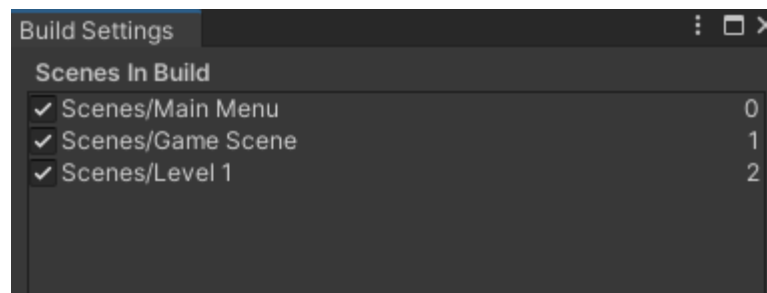 Build Settings
Scenes In Build
Scenes/Main Menu 0
Scenes/Game Scene 1
Scenes/Level 1 2